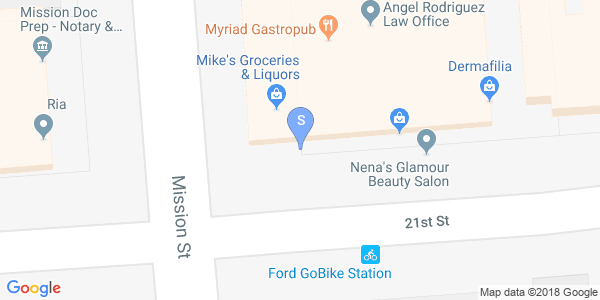 Mission Doc
Prep - Notary &...
Angel Rodriguez
Law Office
Myriad Gastropub
Mike's Groceries
& Liquors
Dermafilia
Ria
S
Nena's Glamour
Beauty Salon
Mission St
21st St
Ford GoBike Station
Google
Map data ©2018 Google